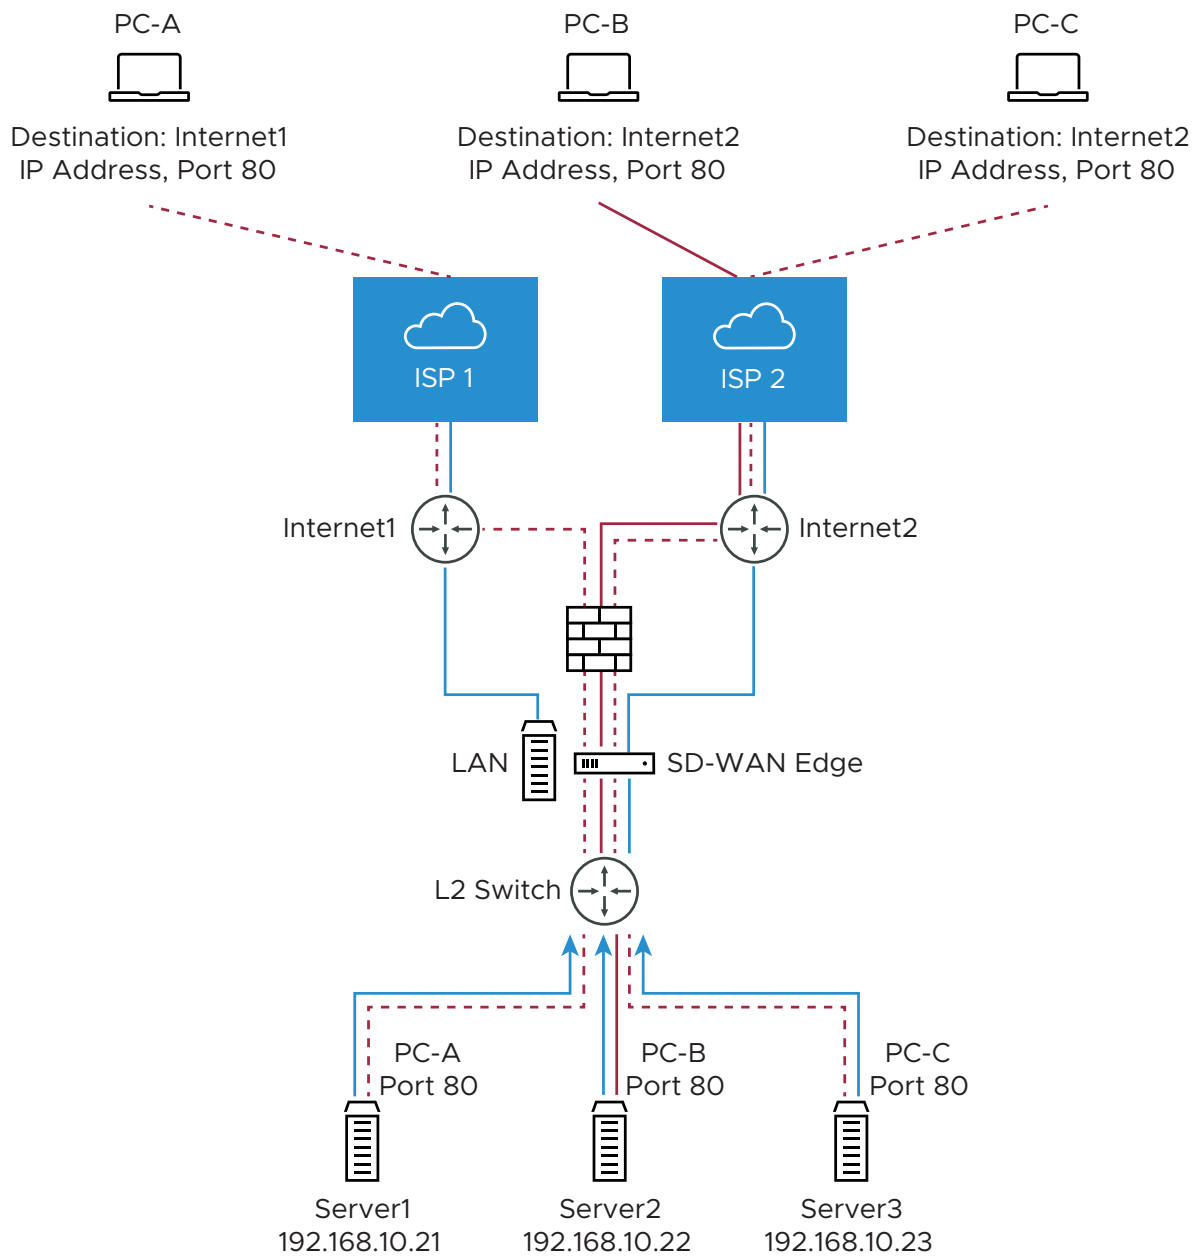 PC-A
PC-B
PC-C
Destination: Internet1
IP Address, Port 80
Destination: Internet2
IP Address, Port 80
Destination: Internet2
IP Address, Port 80
ISP 1
ISP 2
Internet1
Internet2
LAN
SD-WAN Edge
L2 Switch
PC-A
Port 80
PC-B
Port 80
PC-C
Port 80
Server1
192.168.10.21
Server2
192.168.10.22
Server3
192.168.10.23